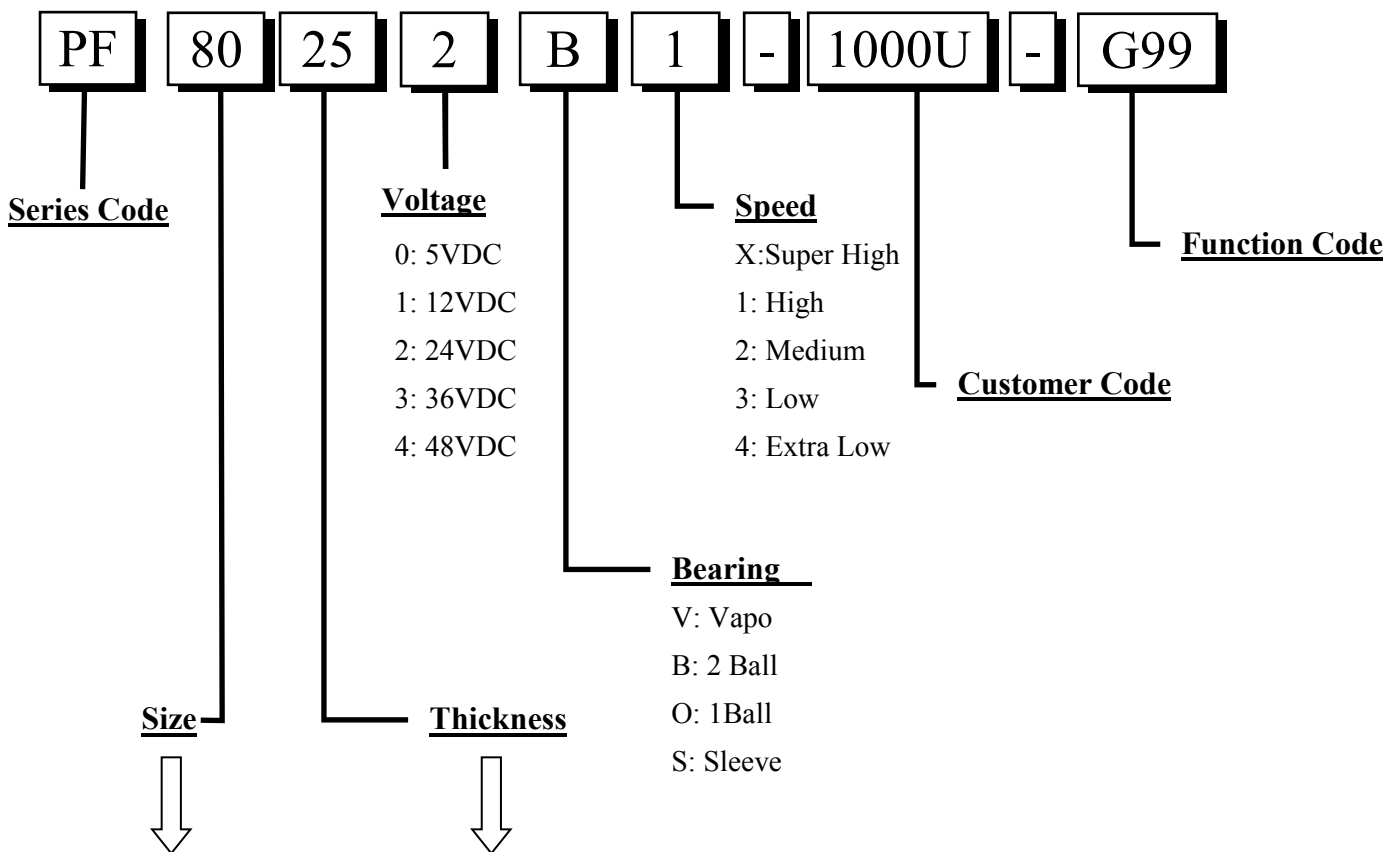 PF 80 25 2 B 1 - 1000U - G99
Series Code
Voltage
0: 5VDC
1: 12VDC
2: 24VDC
3: 36VDC
4: 48VDC
Speed
X:Super High
1: High
2: Medium
3: Low
4: Extra Low
Function Code
Customer Code
Bearing
V: Vapo
B: 2 Ball
O: 1Ball
S: Sleeve
Size
Thickness